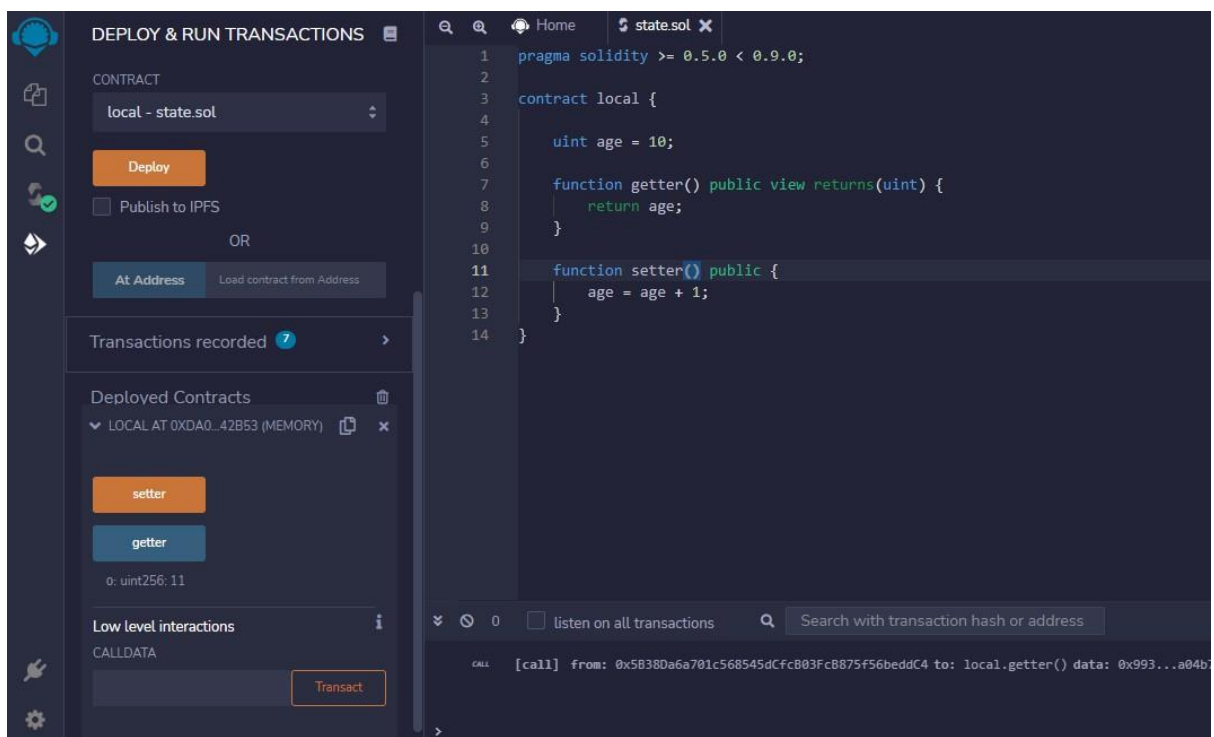 DEPLOY & RUN TRANSACTIONS
CONTRACT
local - state.sol
Deploy
Publish to IPFS
OR
At Address Load contract from Address
Transactions recorded 7
Deployed Contracts
LOCAL AT 0XDA0...42B53 (MEMORY)
setter
getter
0: uint256: 11
Low level interactions
CALLDATA
Transact
Home state.sol
1 pragma solidity >= 0.5.0 < 0.9.0;
2
3 contract local {
4
5 uint age = 10;
6
7 function getter() public view returns(uint) {
8 return age;
9 }
10
11 function setter() public {
12 age = age + 1;
13 }
14 }
0 listen on all transactions Search with transaction hash or address
CALL [call] from: 0x5B38Da6a701c568545dCfcB03FcB875f56beddC4 to: local.getter() data: 0x993...a04b7
>